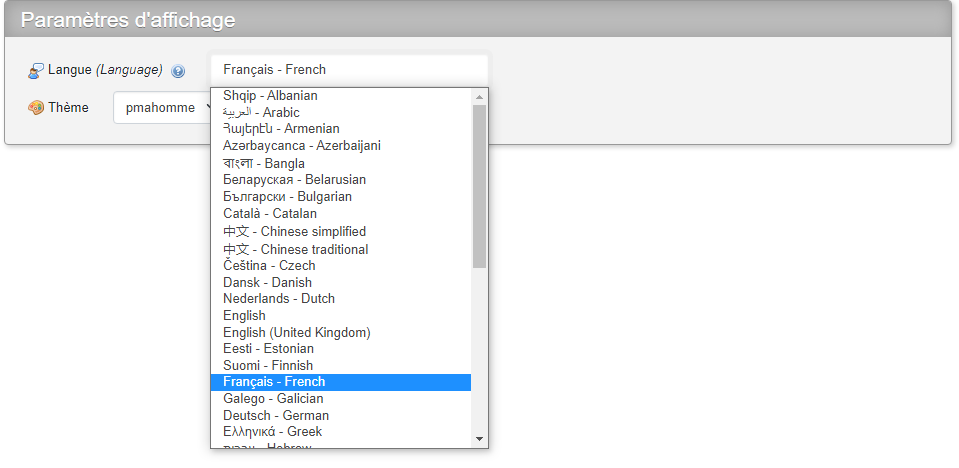 Paramètres d'affichage
Langue (Language) Français - French
Thème pmahomme
Shqip - Albanian
العربية - Arabic
Հայերէն - Armenian
Azərbaycanca - Azerbaijani
বাংলা - Bangla
Беларуская - Belarusian
Български - Bulgarian
Català - Catalan
中文 - Chinese simplified
中文 - Chinese traditional
Čeština - Czech
Dansk - Danish
Nederlands - Dutch
English
English (United Kingdom)
Eesti - Estonian
Suomi - Finnish
Français - French
Galego - Galician
Deutsch - German
Ελληνικά - Greek
עברית - Hebrew